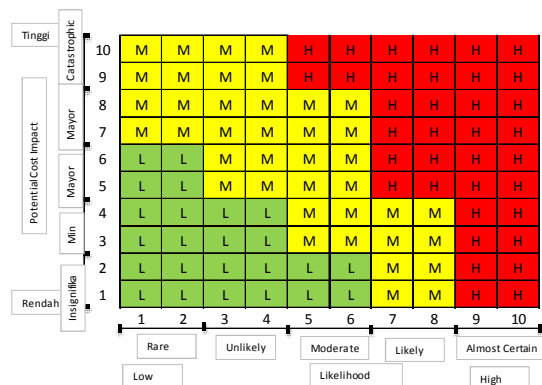 Tinggi
Catastrophic
10 M M M M H H H H H H
9 M M M M H H H H H H
Potential Cost Impact
Mayor
8 M M M M M M H H H H
7 M M M M M M H H H H
Mayor
6 L L M M M M H H H H
5 L L M M M M H H H H
Min
4 L L L L M M M M H H
3 L L L L M M M M H H
Insignifika
2 L L L L L L M M H H
Rendah
1 L L L L L L M M H H
1 2 3 4 5 6 7 8 9 10
Rare Unlikely Moderate Likely Almost Certain
Low Likelihood High